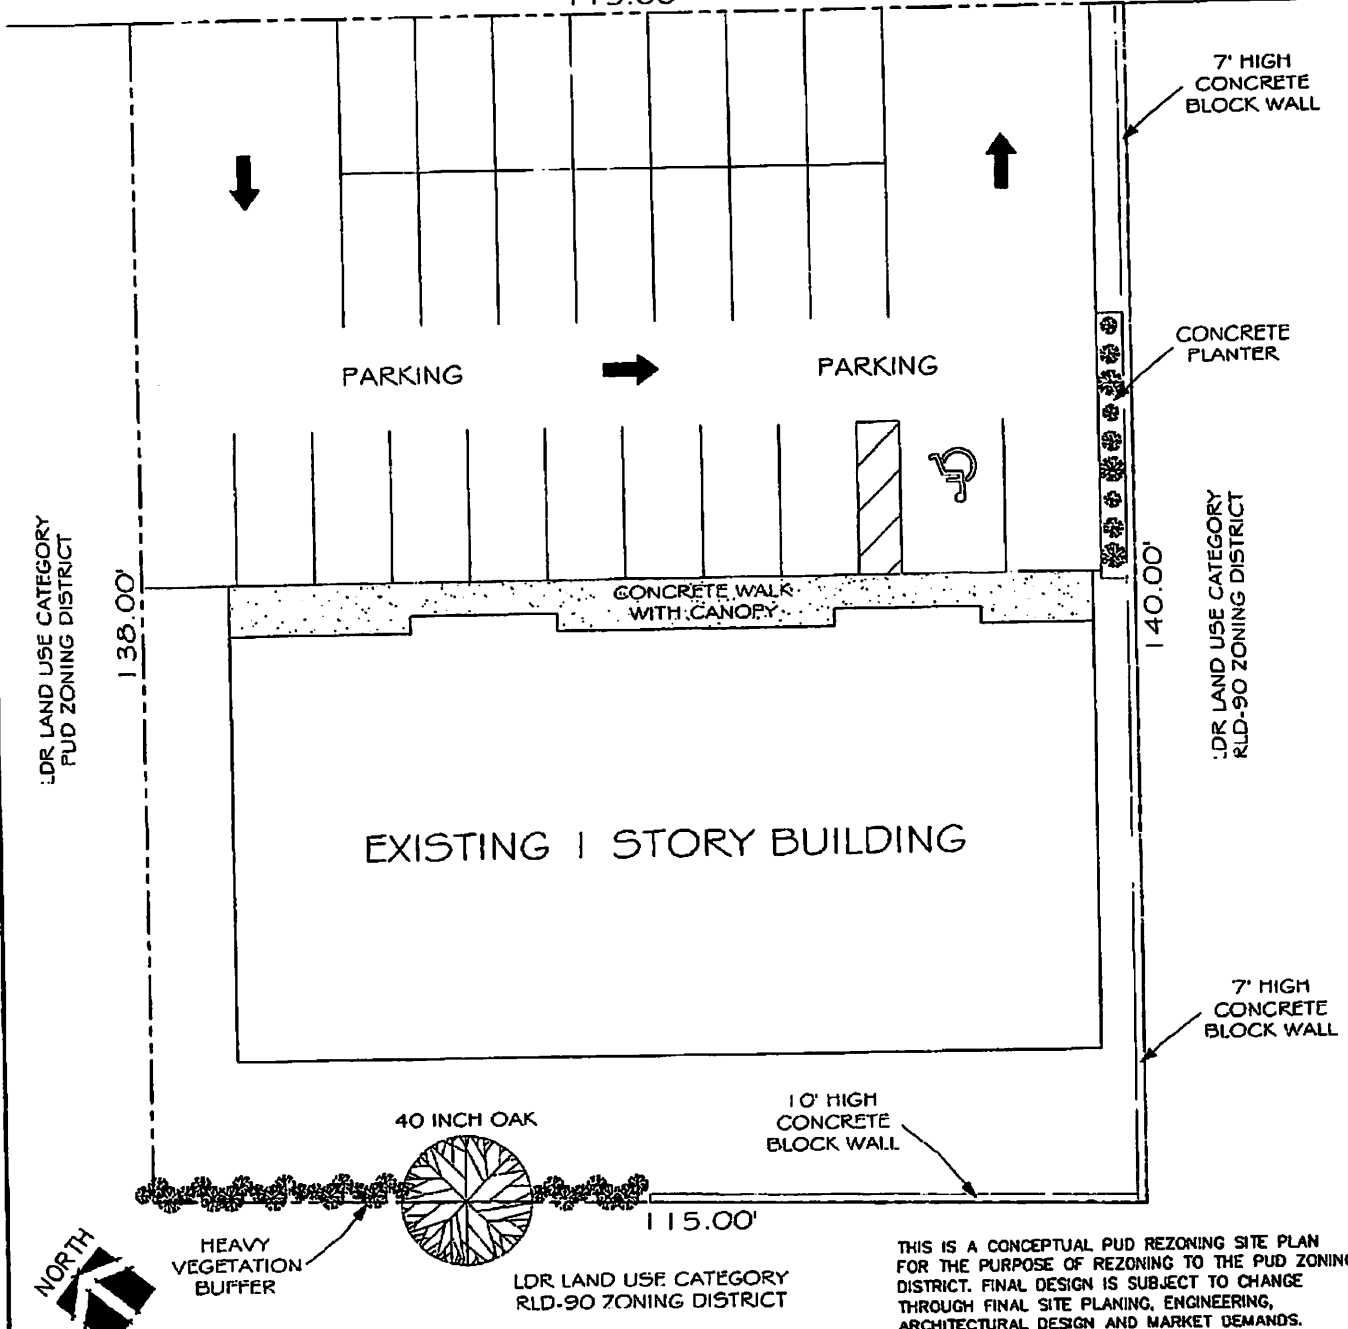 7' HIGH
CONCRETE
BLOCK WALL
PARKING
PARKING
CONCRETE
PLANTER
LDR LAND USE CATEGORY
PUD ZONING DISTRICT
138.00'
CONCRETE WALK
WITH CANOPY
140.00'
LDR LAND USE CATEGORY
RLD-90 ZONING DISTRICT
EXISTING 1 STORY BUILDING
7' HIGH
CONCRETE
BLOCK WALL
40 INCH OAK
10' HIGH
CONCRETE
BLOCK WALL
115.00'
NORTH
HEAVY
VEGETATION
BUFFER
LDR LAND USE CATEGORY
RLD-90 ZONING DISTRICT
THIS IS A CONCEPTUAL PUD REZONING SITE PLAN
FOR THE PURPOSE OF REZONING TO THE PUD ZONING
DISTRICT. FINAL DESIGN IS SUBJECT TO CHANGE
THROUGH FINAL SITE PLANING, ENGINEERING,
ARCHITECTURAL DESIGN AND MARKET DEMANDS.